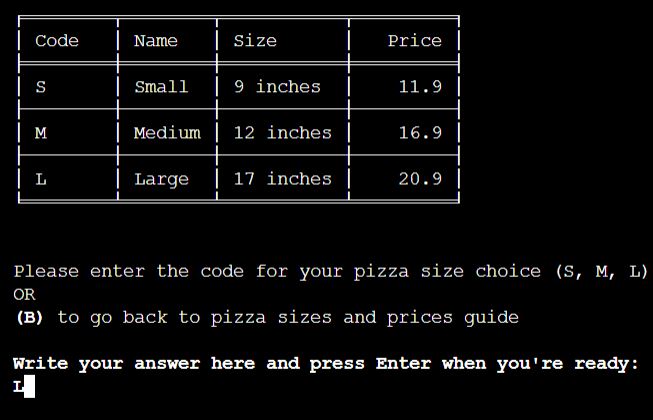 Code Name Size Price
S Small 9 inches 11.9
M Medium 12 inches 16.9
L Large 17 inches 20.9
Please enter the code for your pizza size choice (S, M, L)
OR
(B) to go back to pizza sizes and prices guide
Write your answer here and press Enter when you're ready:
L